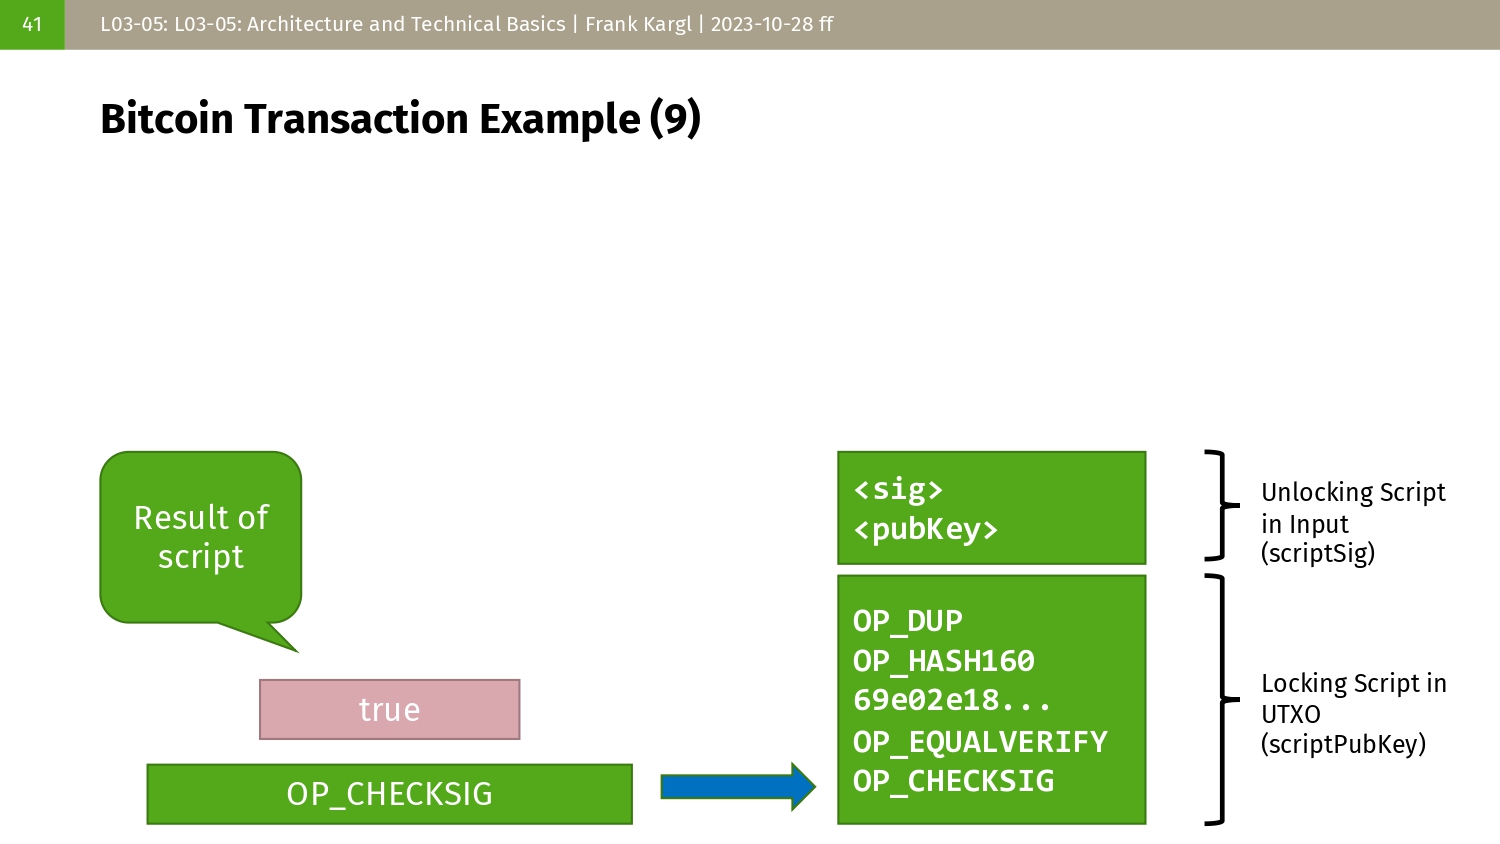 41
L03-05: L03-05: Architecture and Technical Basics | Frank Kargl | 2023-10-28 ff
Bitcoin Transaction Example (9)
Result of
script
true
OP_CHECKSIG
<sig>
<pubKey>
OP_DUP
OP_HASH160
69e02e18...
OP_EQUALVERIFY
OP_CHECKSIG
Unlocking Script
in Input
(scriptSig)
Locking Script in
UTXO
(scriptPubKey)